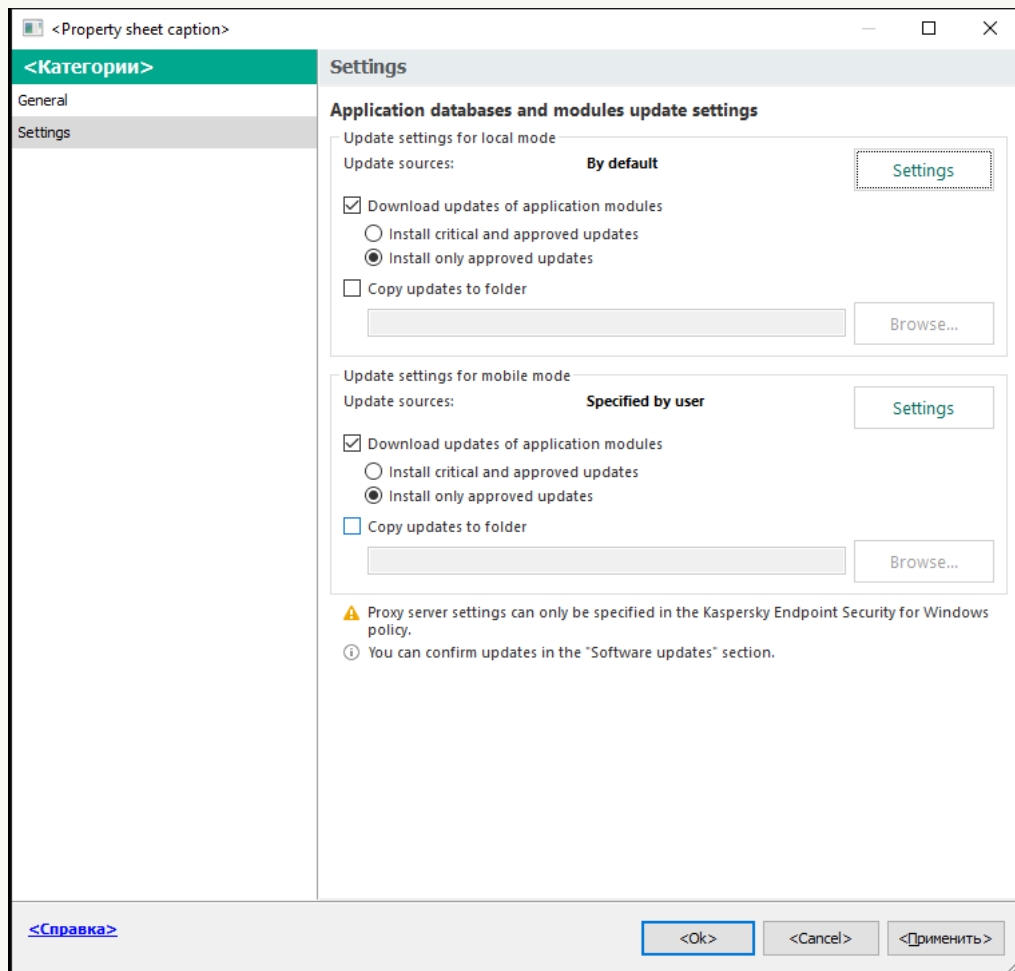 <Property sheet caption>
<Категории>
General
Settings
Settings
Application databases and modules update settings
Update settings for local mode
Update sources: By default
Settings
Download updates of application modules
Install critical and approved updates
Install only approved updates
Copy updates to folder
Browse...
Update settings for mobile mode
Update sources: Specified by user
Settings
Download updates of application modules
Install critical and approved updates
Install only approved updates
Copy updates to folder
Browse...
Proxy server settings can only be specified in the Kaspersky Endpoint Security for Windows
policy.
You can confirm updates in the "Software updates" section.
<Справка>
<Ok> <Cancel> <Применить>